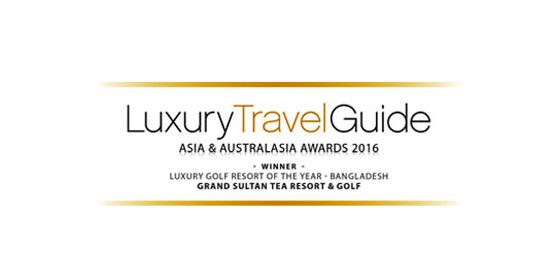 LuxuryTravelGuide
ASIA & AUSTRALASIA AWARDS 2016
- WINNER -
LUXURY GOLF RESORT OF THE YEAR - BANGLADESH
GRAND SULTAN TEA RESORT & GOLF